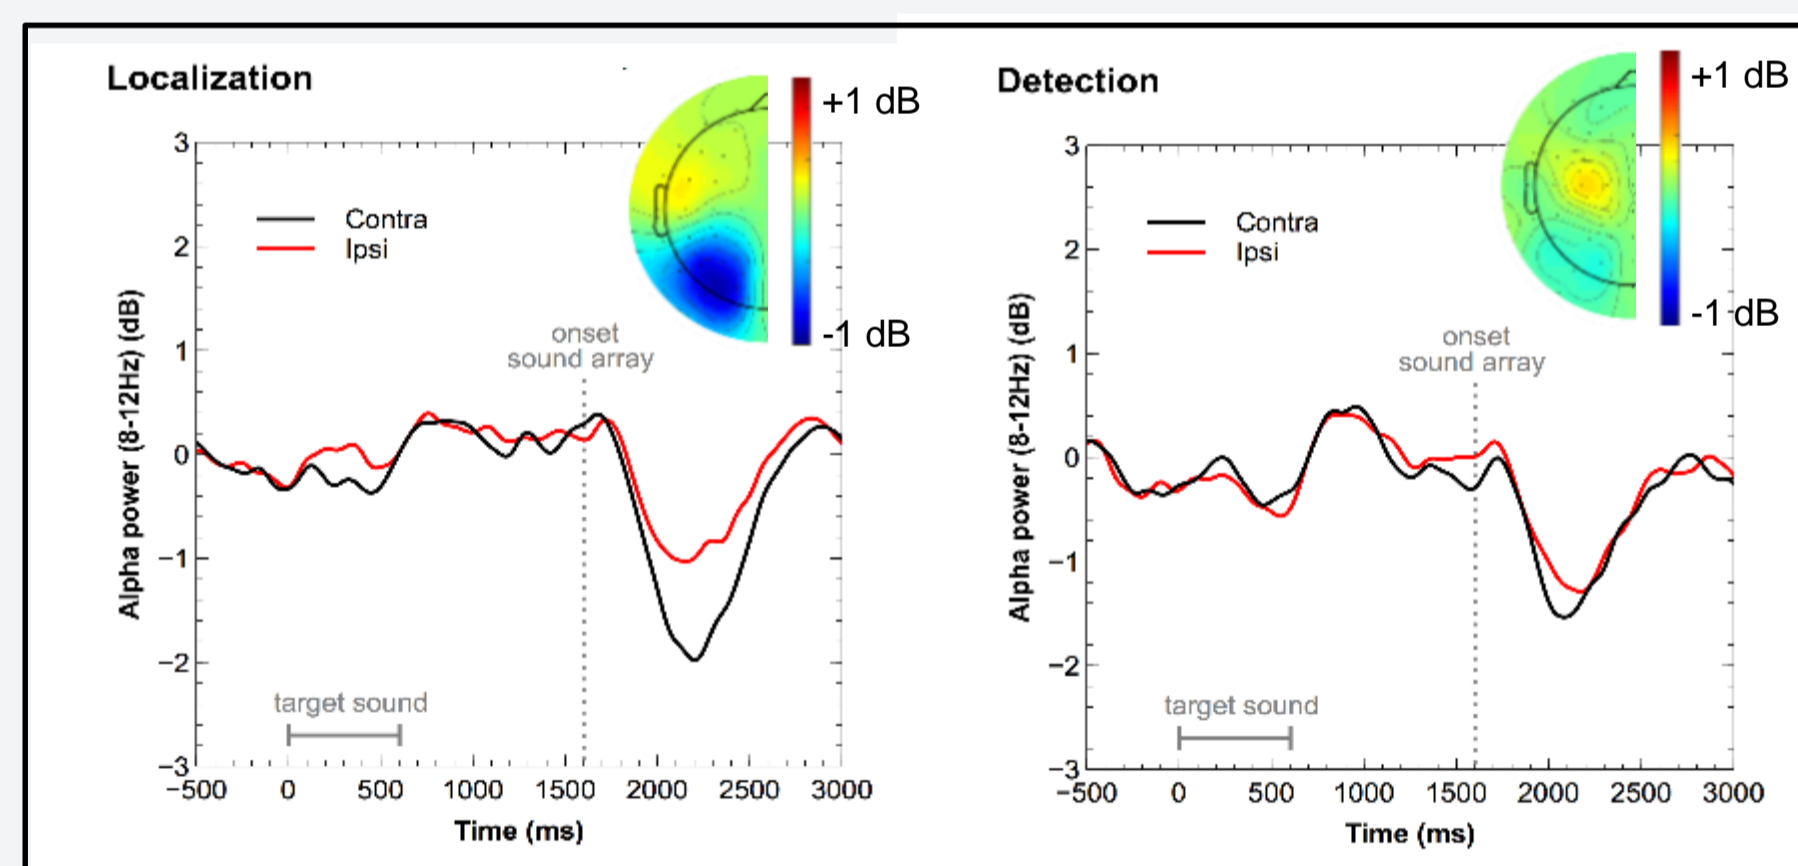 Localization
+1 dB
-1 dB
Contra
Ipsi
onset
sound array
target sound
3
2
1
0
−1
−2
−3
Alpha power (8-12Hz) (dB)
−500 0 500 1000 1500 2000 2500 3000
Time (ms)
Detection
+1 dB
-1 dB
Contra
Ipsi
onset
sound array
target sound
3
2
1
0
−1
−2
−3
Alpha power (8-12Hz) (dB)
−500 0 500 1000 1500 2000 2500 3000
Time (ms)